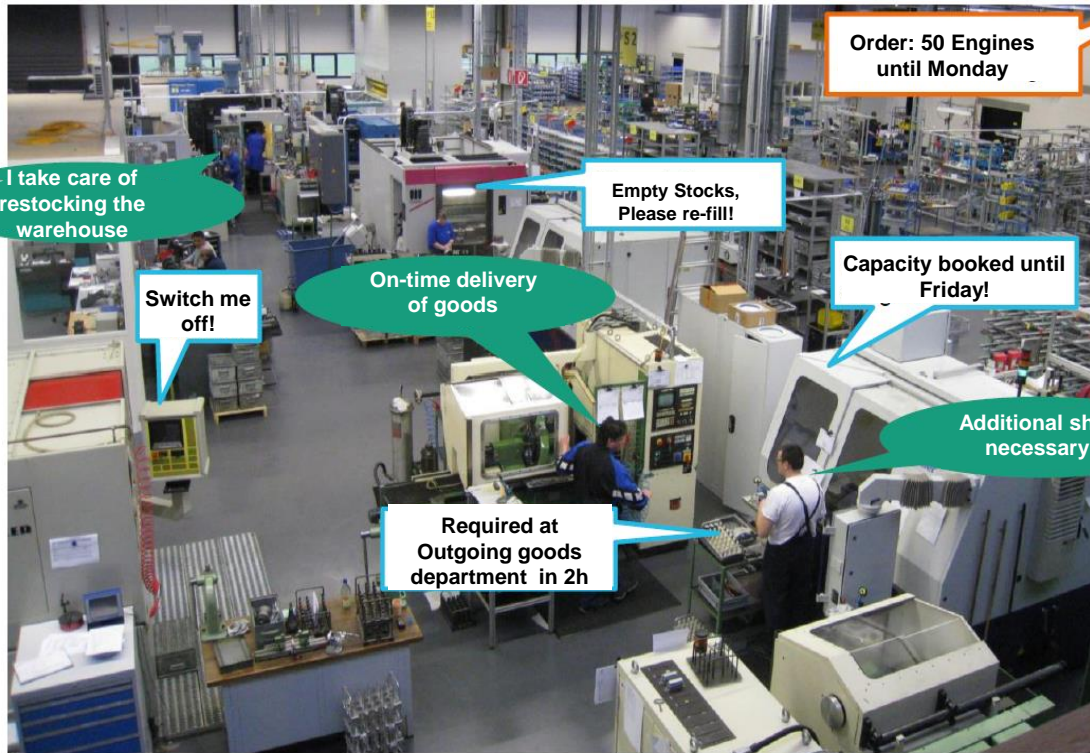 Order: 50 Engines
until Monday
S2
I take care of
restocking the
warehouse
Empty Stocks,
Please re-fill!
On-time delivery
of goods
Capacity booked until
Friday!
Switch me
off!
Additional
necessary
Required at
Outgoing goods
department in 2h